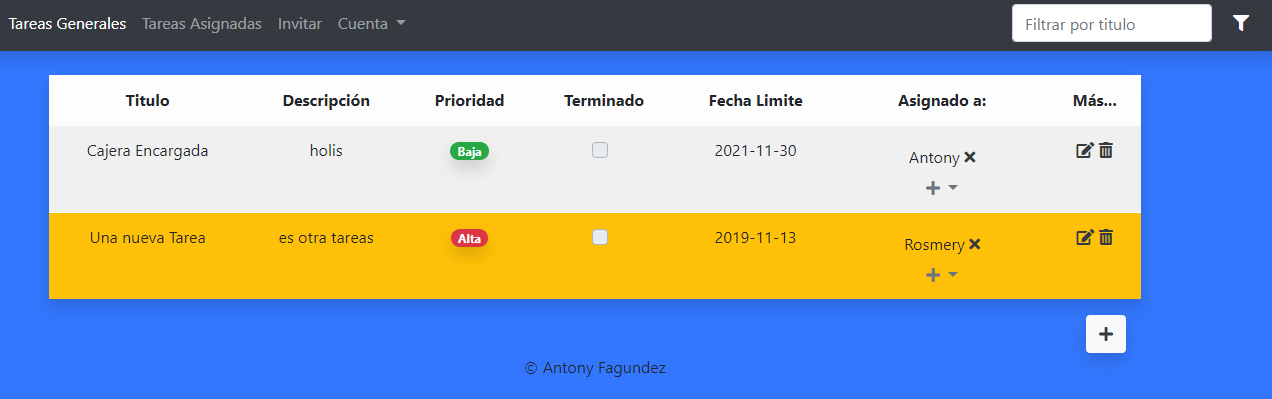 Tareas Generales Tareas Asignadas Invitar Cuenta Filtrar por titulo
Titulo Descripción Prioridad Terminado Fecha Limite Asignado a: Más...
Cajera Encargada holis Baja 2021-11-30 Antony
Una nueva Tarea es otra tareas Alta 2019-11-13 Rosmery
© Antony Fagundez